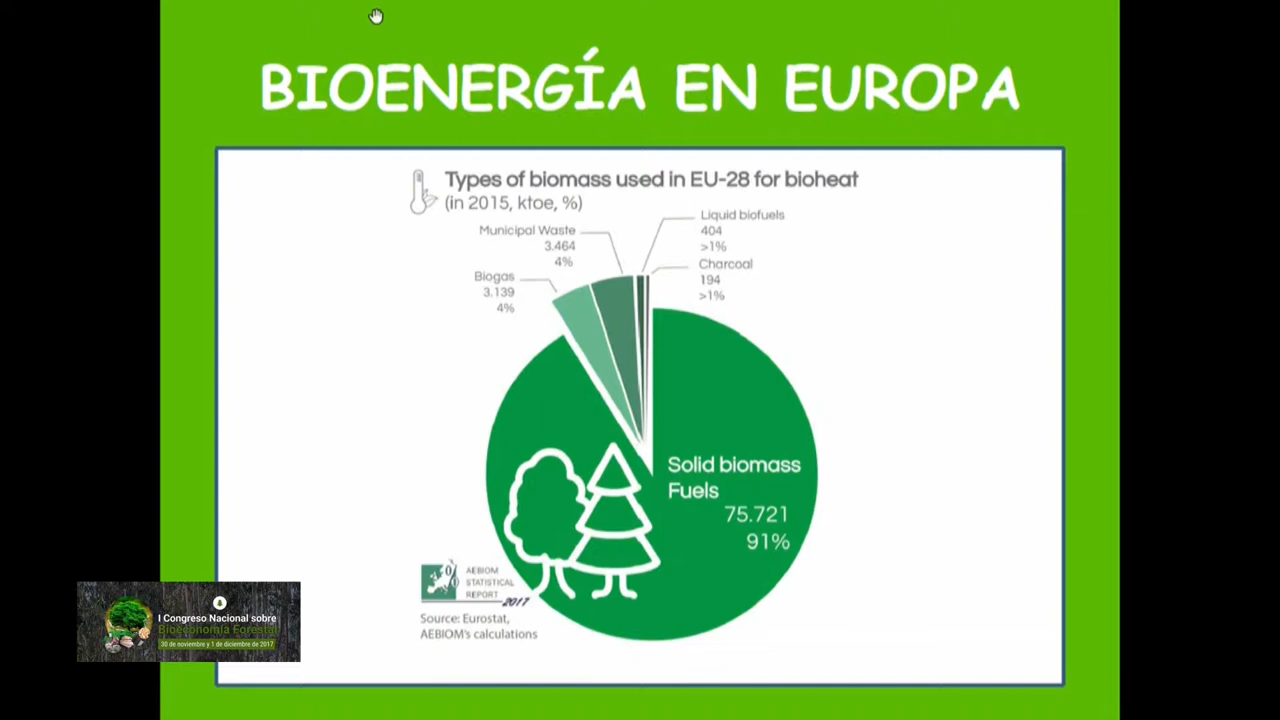 BIOENERGÍA EN EUROPA
Types of biomass used in EU-28 for bioheat
(in 2015, ktoe, %)
Municipal Waste
3.464
4%
Biogas
3.139
4%
Liquid biofuels
404
>1%
Charcoal
194
>1%
Solid biomass
Fuels
75.721
91%
AEBIOM
STATISTICAL
REPORT
2017
Source: Eurostat,
AEBIOM's calculations
I Congreso Nacional sobre
Bioeconomía Forestal
30 de noviembre y 1 de diciembre de 2017